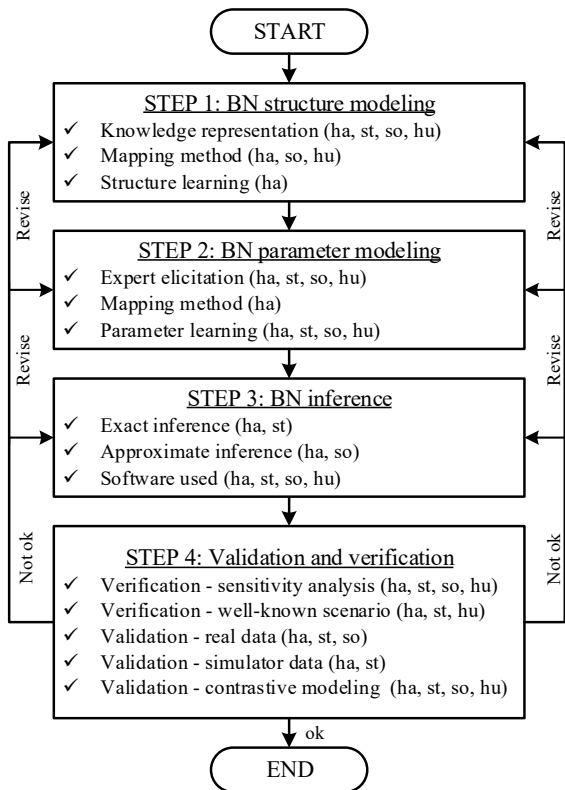 START
STEP 1: BN structure modeling
✓ Knowledge representation (ha, st, so, hu)
✓ Mapping method (ha, so, hu)
✓ Structure learning (ha)
Revise
Revise
STEP 2: BN parameter modeling
✓ Expert elicitation (ha, st, so, hu)
✓ Mapping method (ha)
✓ Parameter learning (ha, st, so, hu)
Revise
Revise
STEP 3: BN inference
✓ Exact inference (ha, st)
✓ Approximate inference (ha, so)
✓ Software used (ha, st, so, hu)
Not ok
Not ok
STEP 4: Validation and verification
✓ Verification - sensitivity analysis (ha, st, so, hu)
✓ Verification - well-known scenario (ha, st, hu)
✓ Validation - real data (ha, st, so)
✓ Validation - simulator data (ha, st)
✓ Validation - contrastive modeling (ha, st, so, hu)
ok
END